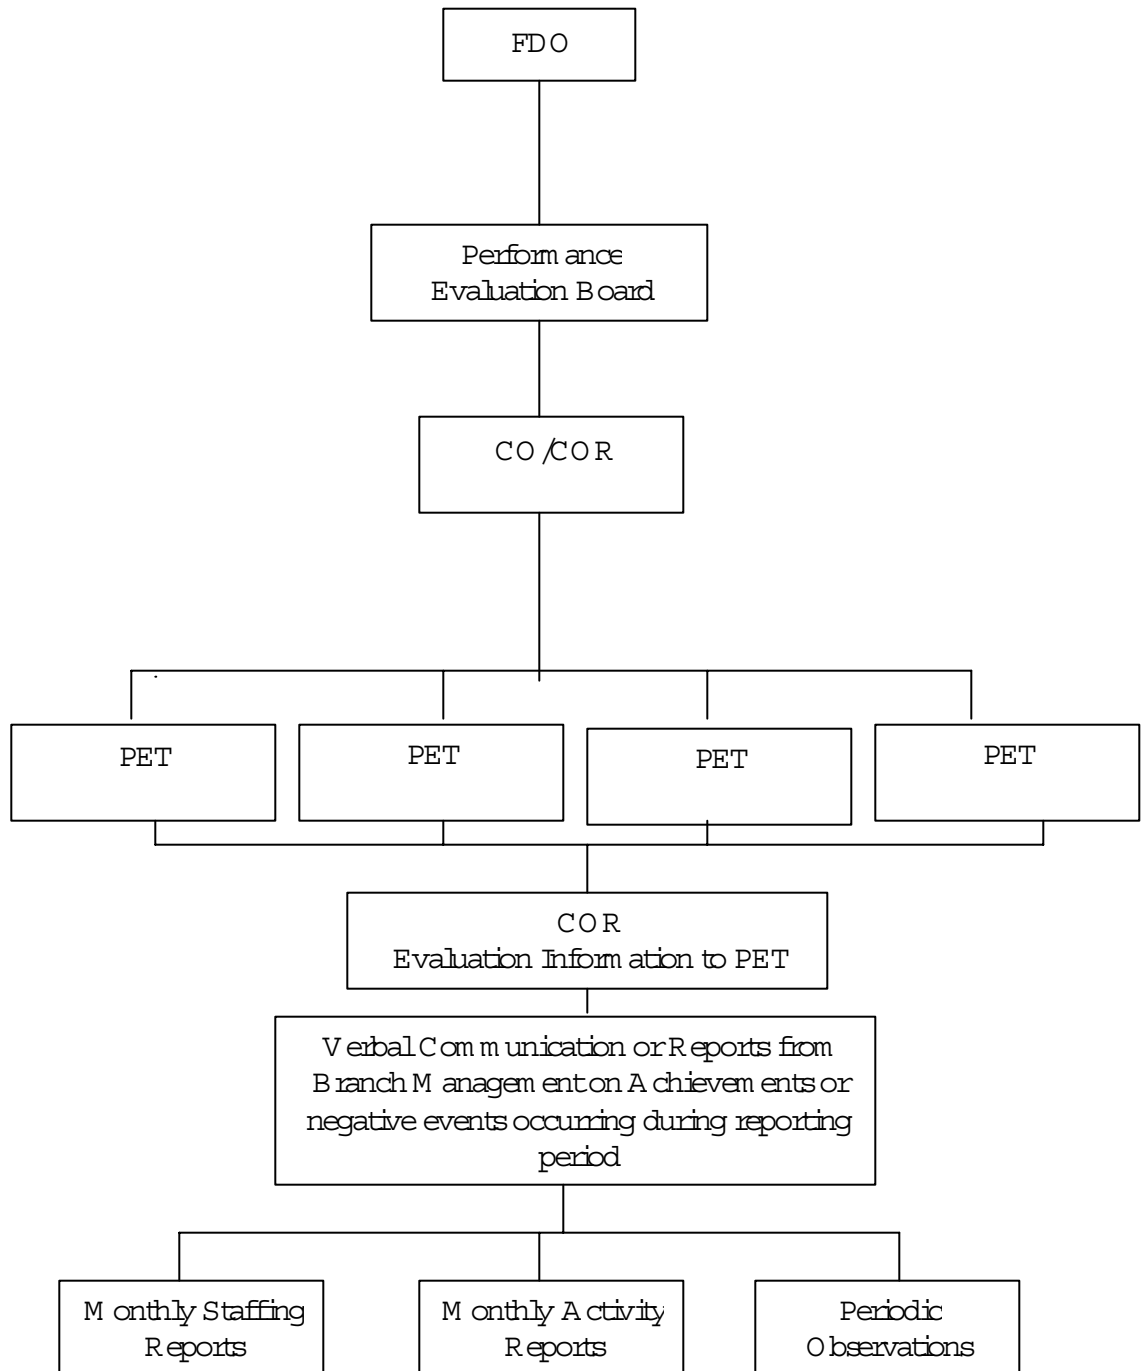 FDO
Performance
Evaluation Board
CO/COR
PET
PET
PET
PET
COR
Evaluation Information to PET
Verbal Communication or Reports from
Branch Management on Achievements or
negative events occurring during reporting
period
Monthly Staffing
Reports
Monthly Activity
Reports
Periodic
Observations